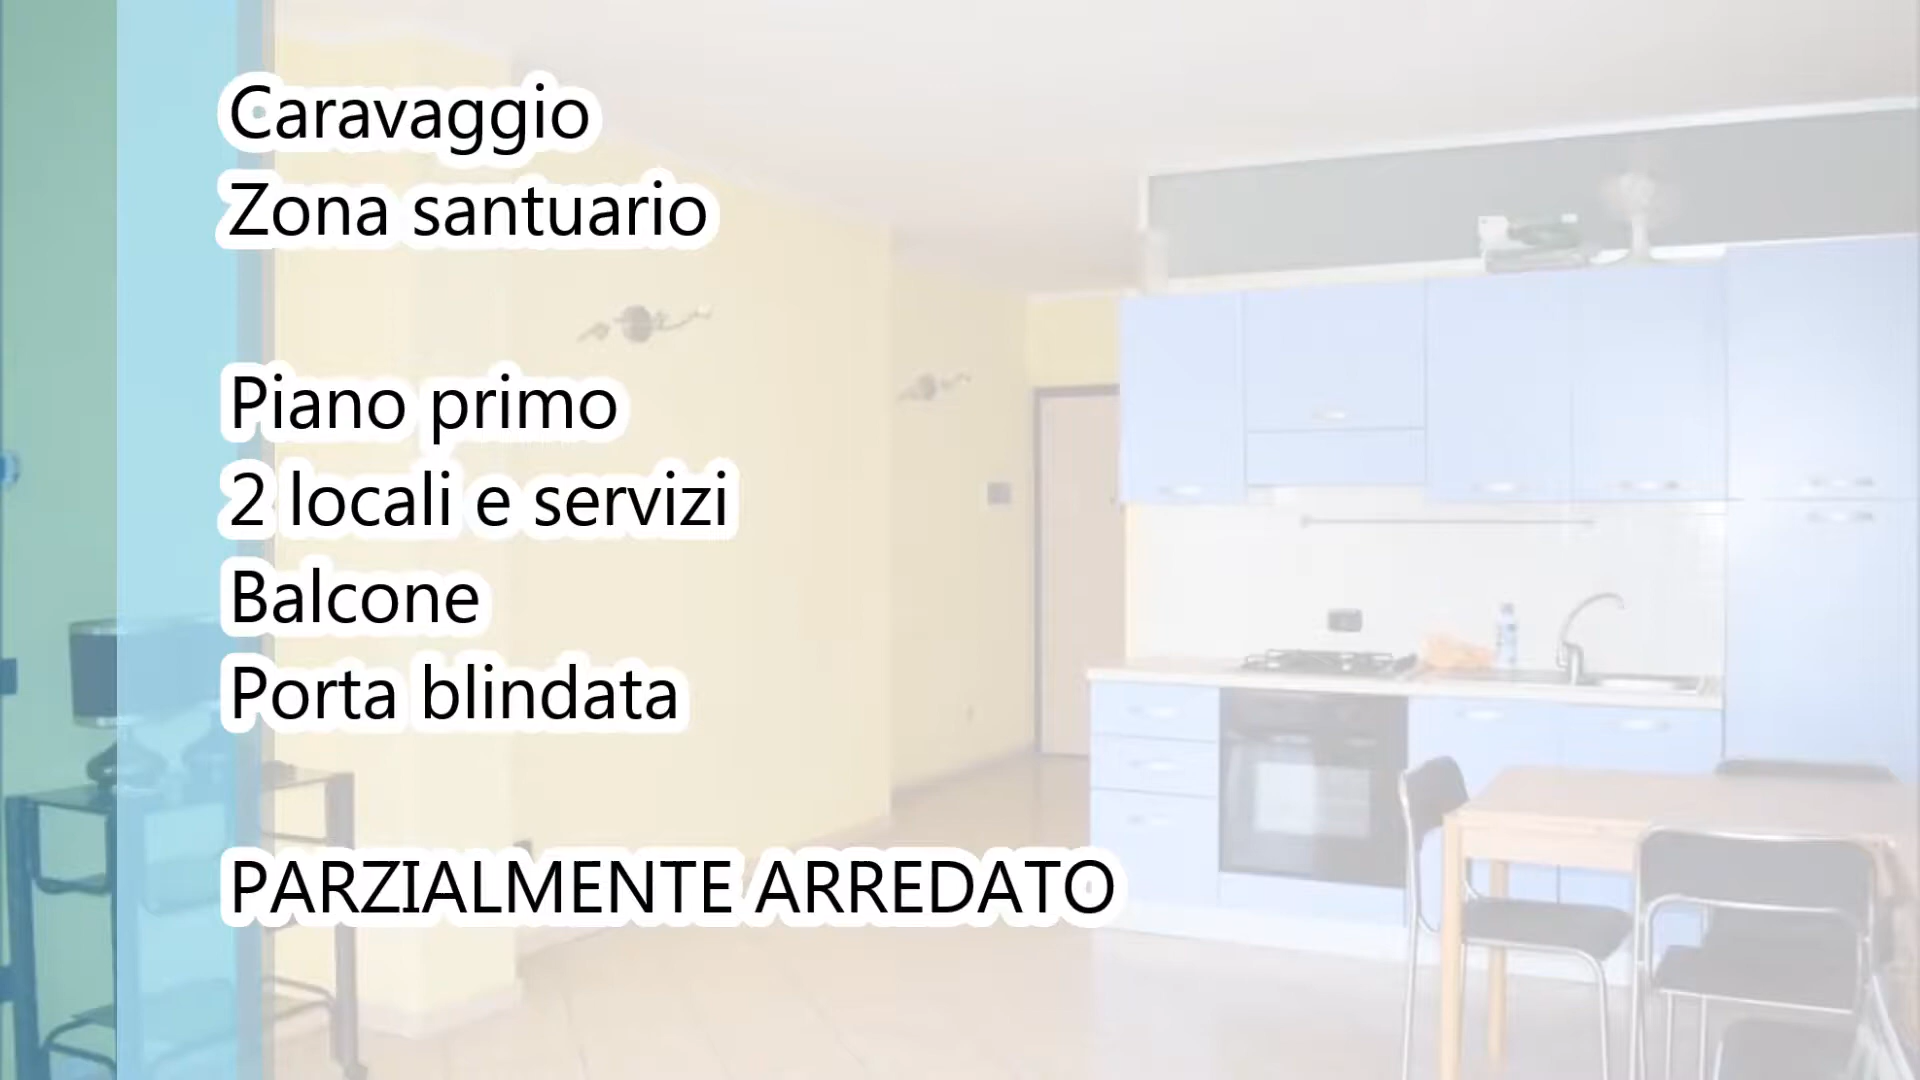 Caravaggio
Zona santuario
Piano primo
2 locali e servizi
Balcone
Porta blindata
PARZIALMENTE ARREDATO